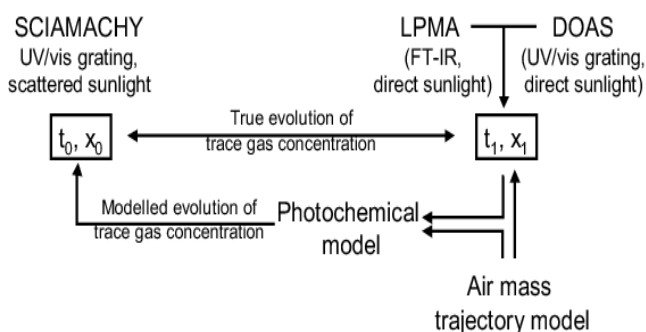 SCIAMACHY
UV/vis grating,
scattered sunlight
LPMA
(FT-IR,
direct sunlight)
DOAS
(UV/vis grating,
direct sunlight)
True evolution of
trace gas concentration
t₀, x₀
t₁, x₁
Modelled evolution of
trace gas concentration
Photochemical
model
Air mass
trajectory model